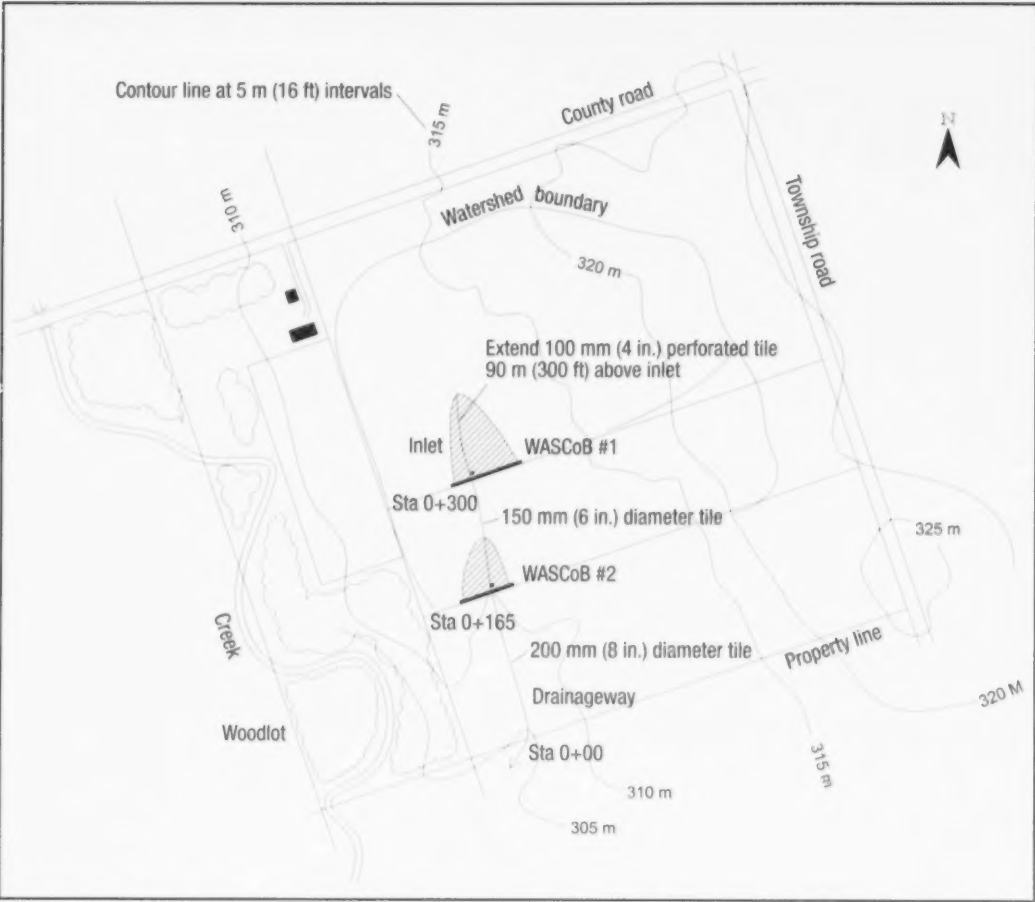 Contour line at 5 m (16 ft) intervals
315 m
County road
N
310 m
Watershed boundary
Township road
320 m
Extend 100 mm (4 in.) perforated tile
90 m (300 ft) above inlet
Inlet
WASCoB #1
Sta 0+300
150 mm (6 in.) diameter tile
325 m
WASCoB #2
Sta 0+165
Creek
200 mm (8 in.) diameter tile
Property line
Drainageway
320 M
Woodlot
Sta 0+00
315 m
310 m
305 m